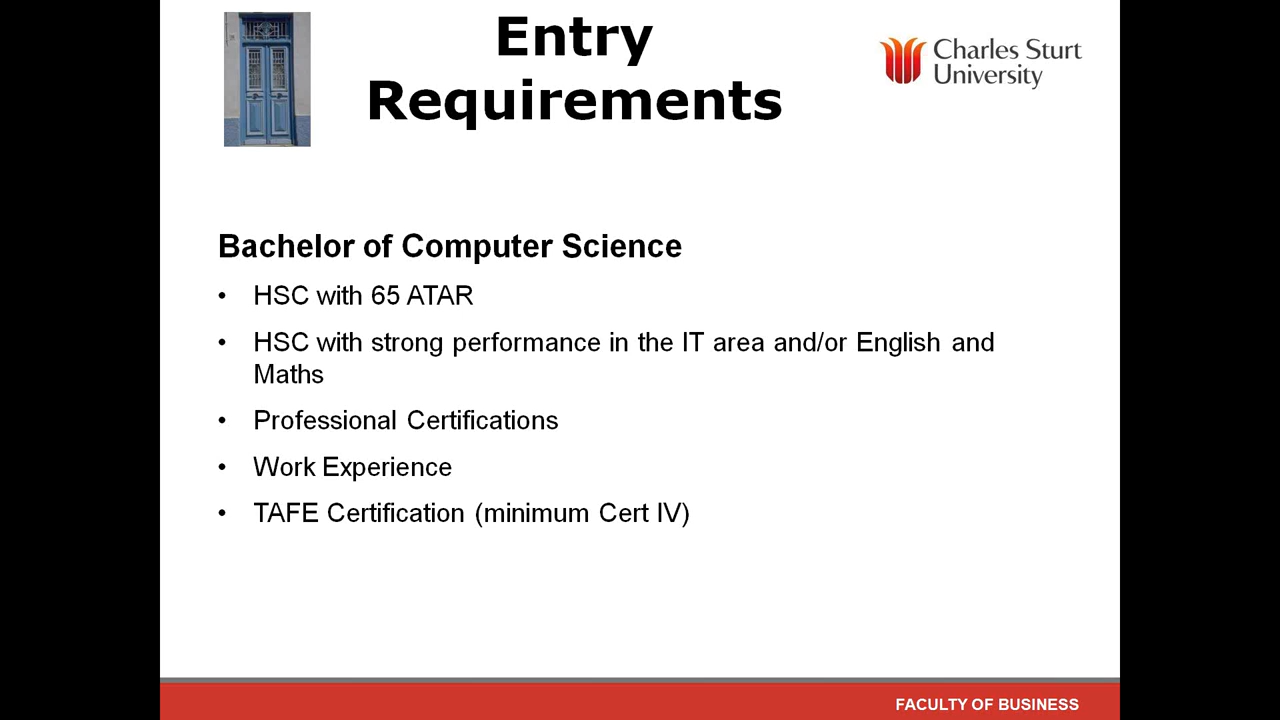 Entry
Requirements
Charles Sturt
University
Bachelor of Computer Science
• HSC with 65 ATAR
• HSC with strong performance in the IT area and/or English and
Maths
• Professional Certifications
• Work Experience
• TAFE Certification (minimum Cert IV)
FACULTY OF BUSINESS